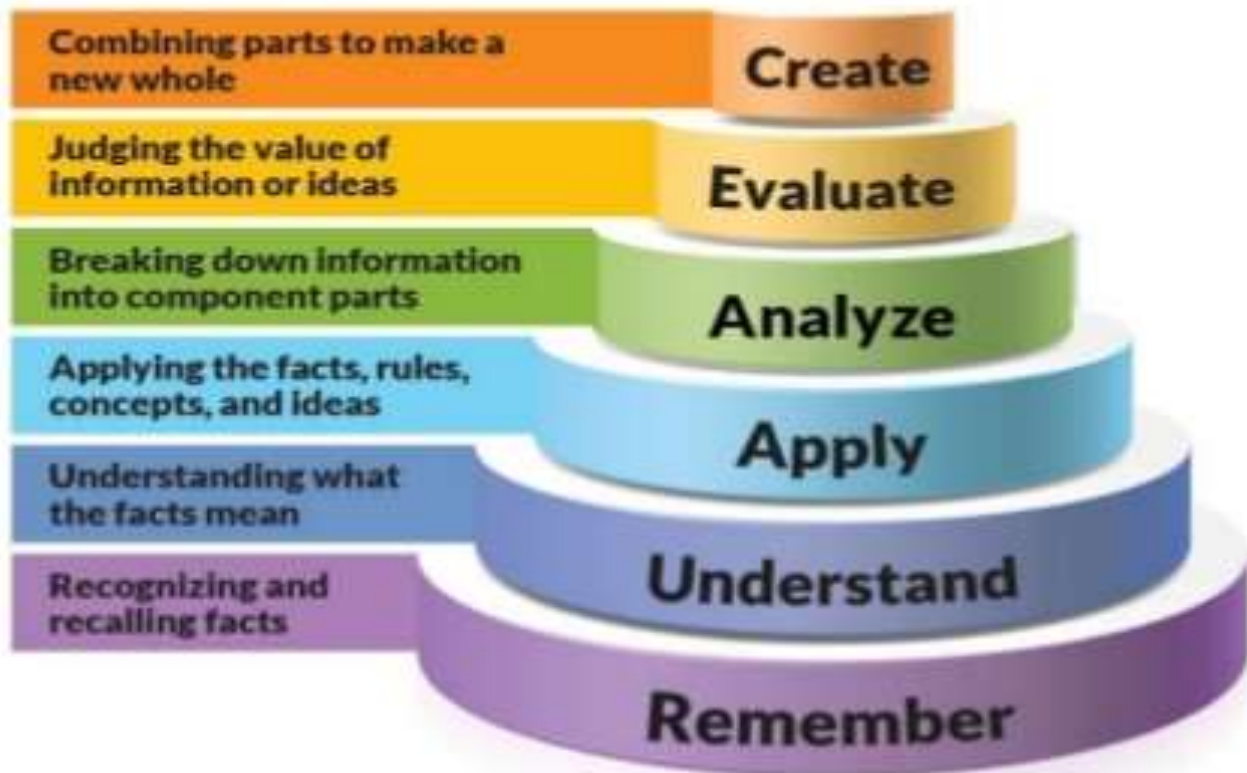 Combining parts to make a
new whole
Create
Judging the value of
information or ideas
Evaluate
Breaking down information
into component parts
Analyze
Applying the facts, rules,
concepts, and ideas
Apply
Understanding what
the facts mean
Understand
Recognizing and
recalling facts
Remember